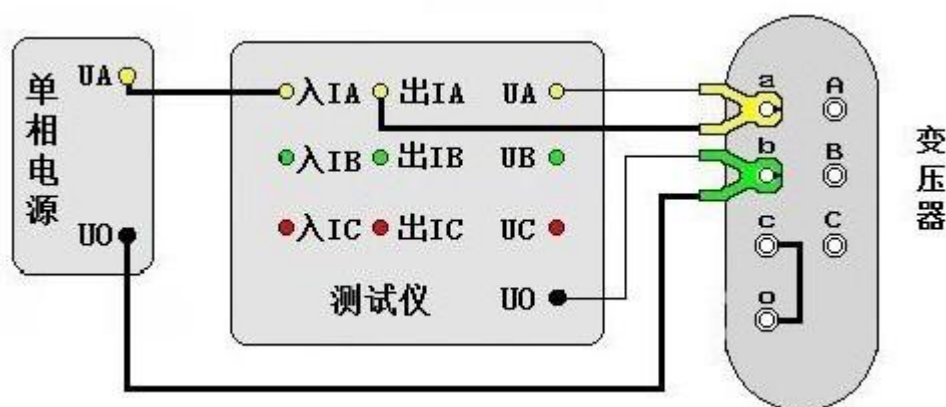 单相电源
UA
UO
入IA 出IA UA
入IB 出IB UB
入IC 出IC UC
测试仪 UO
a A
b B
c C
o
变压器